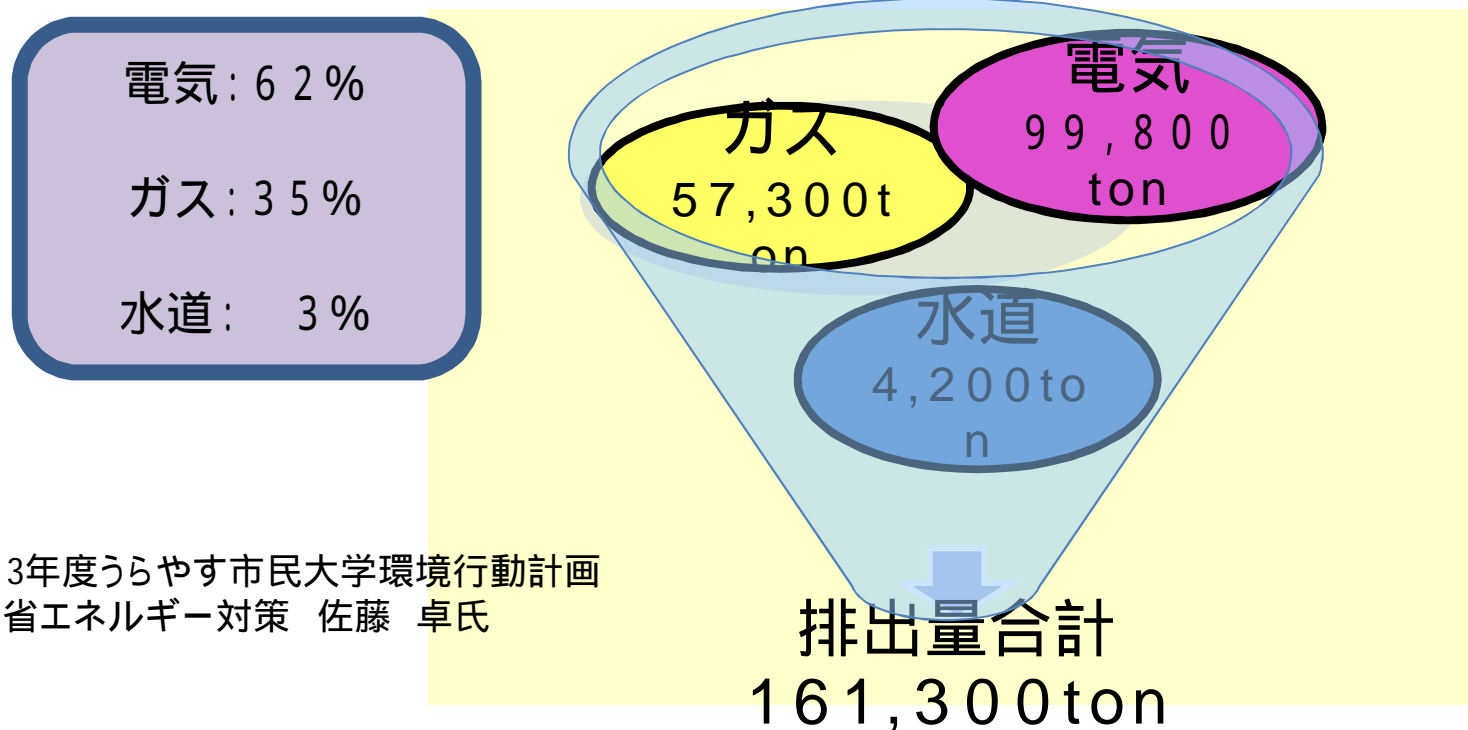 電気:62%
ガス:35%
水道: 3%
ガス
57,300t
on
電気
99,800
ton
水道
4,200to
n
3年度うらやす市民大学環境行動計画
省エネルギー対策 佐藤 卓氏
排出量合計
161,300ton